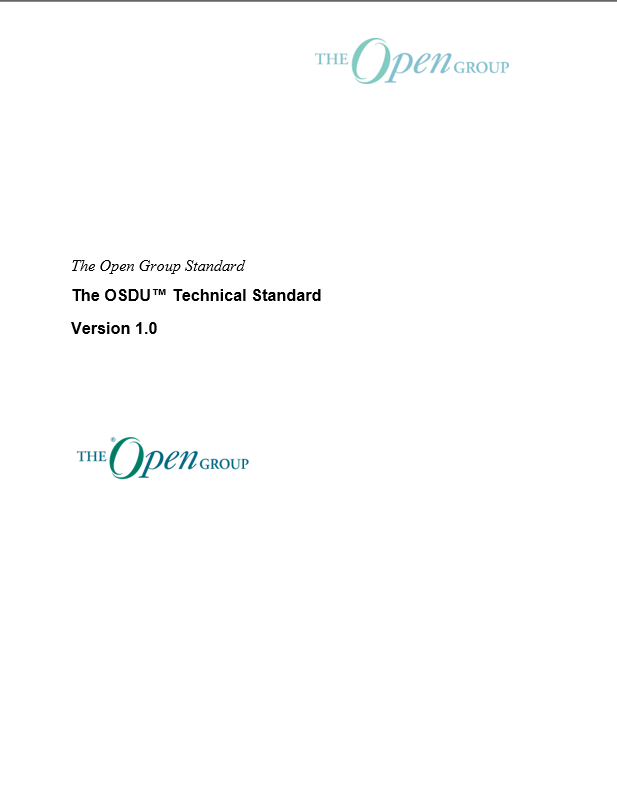 THE Open GROUP
The Open Group Standard
The OSDU™ Technical Standard
Version 1.0
THE ®Open GROUP